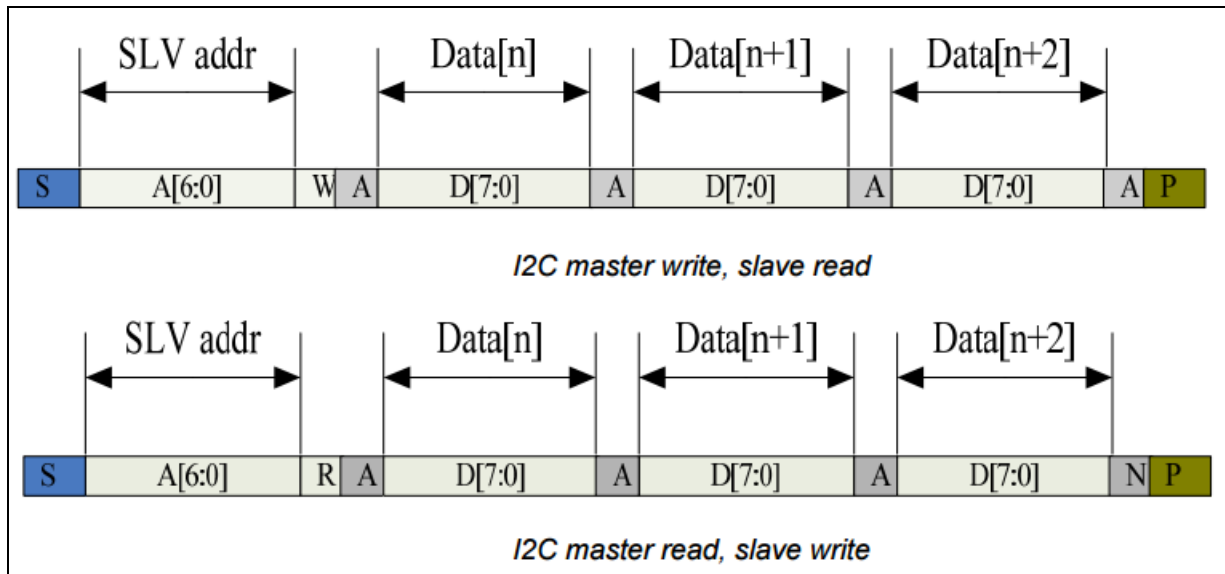 SLV addr Data[n] Data[n+1] Data[n+2]
S A[6:0] W A D[7:0] A D[7:0] A D[7:0] A P
I2C master write, slave read
SLV addr Data[n] Data[n+1] Data[n+2]
S A[6:0] R A D[7:0] A D[7:0] A D[7:0] N P
I2C master read, slave write